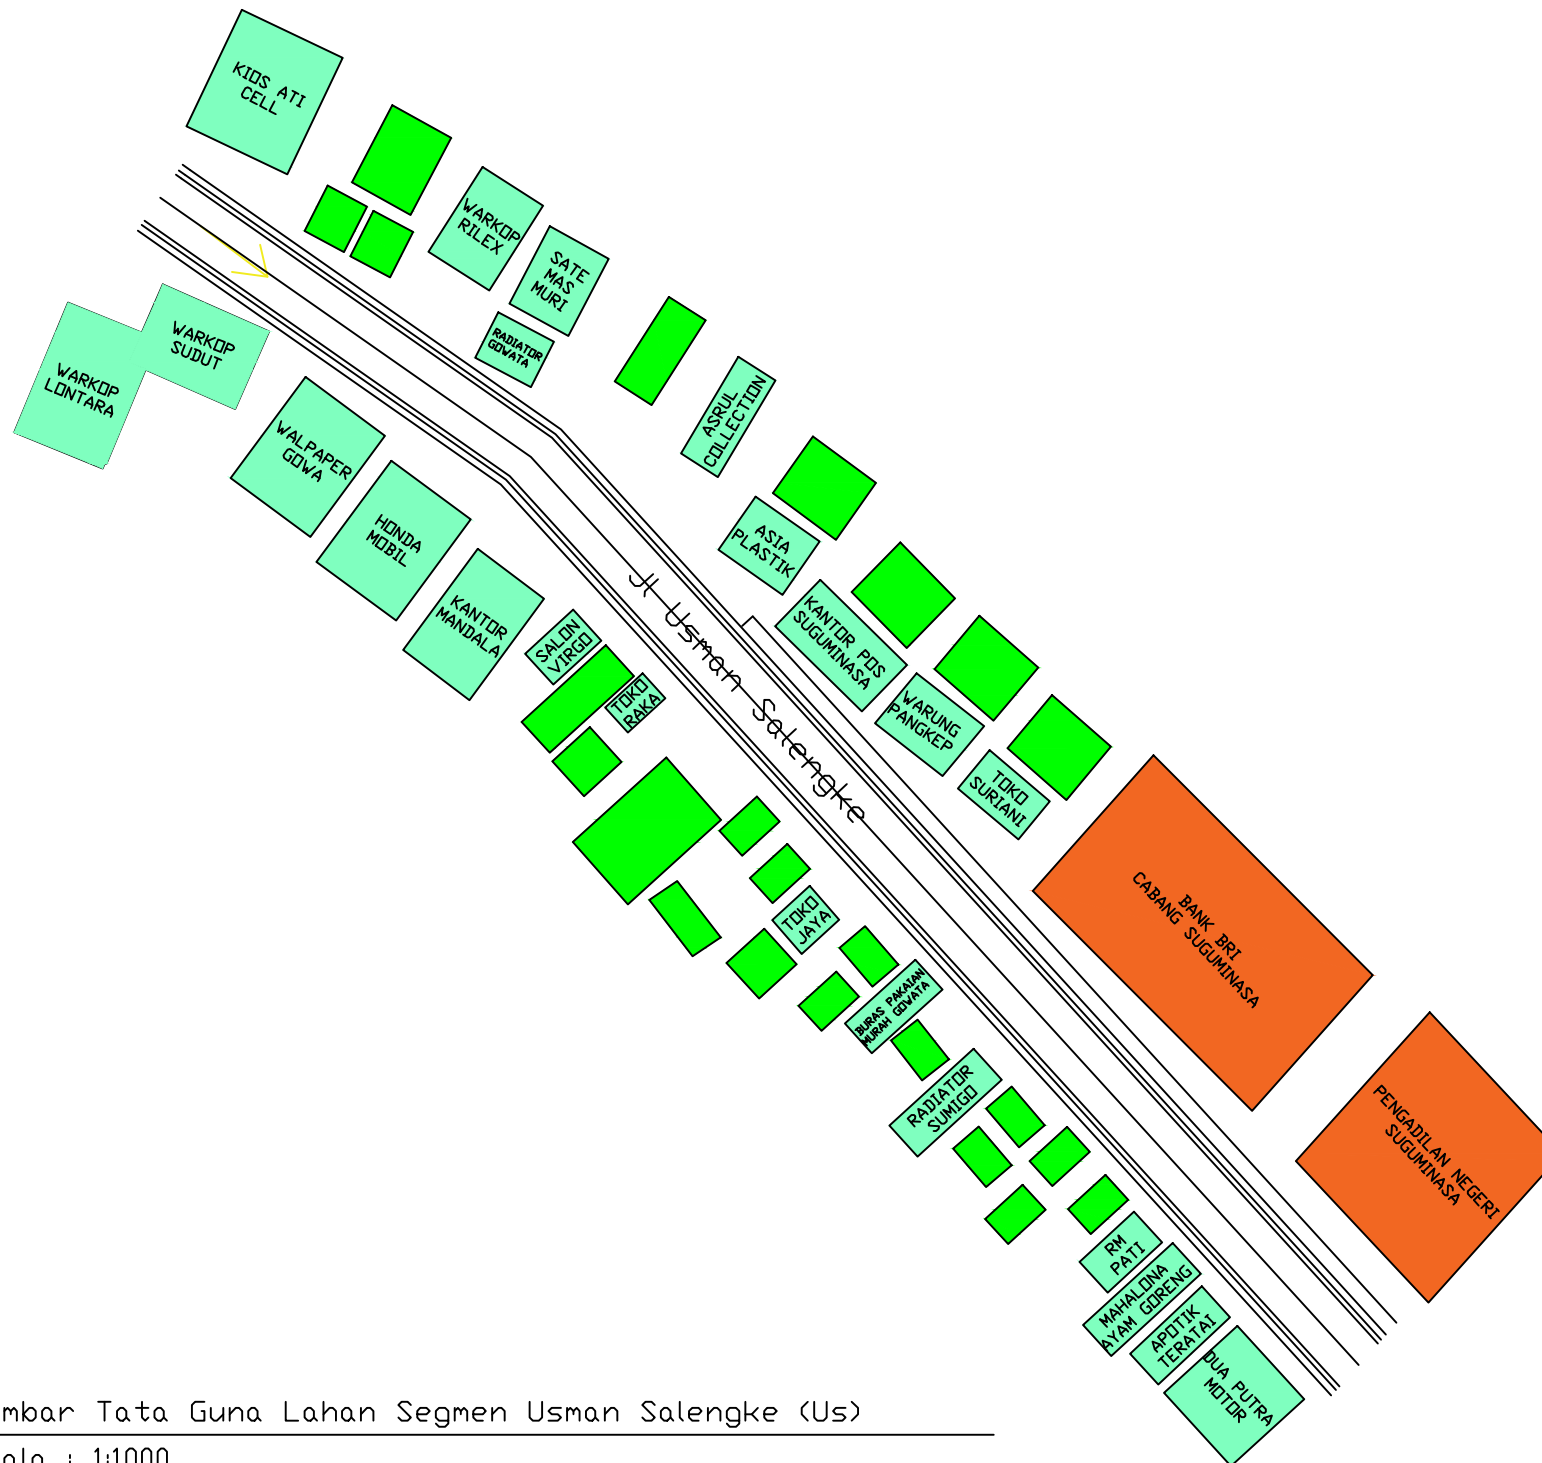 KIOS ATI
CELL
WARKOP
RILEX
SATE
MAS
MURI
RADIATOR
GOWATA
WARKOP
SUDUT
WARKOP
LONTARA
WALPAPER
GOWA
HONDA
MOBIL
KANTOR
MANDALA
ASRUL
COLLECTION
ASIA
PLASTIK
KANTOR POS
SUGUMINASA
WARUNG
PANGKEP
TOKO
SURIANI
SALON
VIRGO
TOKO
RAKA
Jl Usman Salengke
BANK BRI
CABANG SUGUMINASA
PENGADILAN NEGERI
SUGUMINASA
TOKO
JAYA
BURAS PAKAIAN
MURAH GOWATA
RADIATOR
SUMIGO
RM
PATI
MAHALONA
AYAM GORENG
APOTIK
TERATAI
DUA PUTRA
MOTOR
mbar Tata Guna Lahan Segmen Usman Salengke (Us)
ala : 1:1000